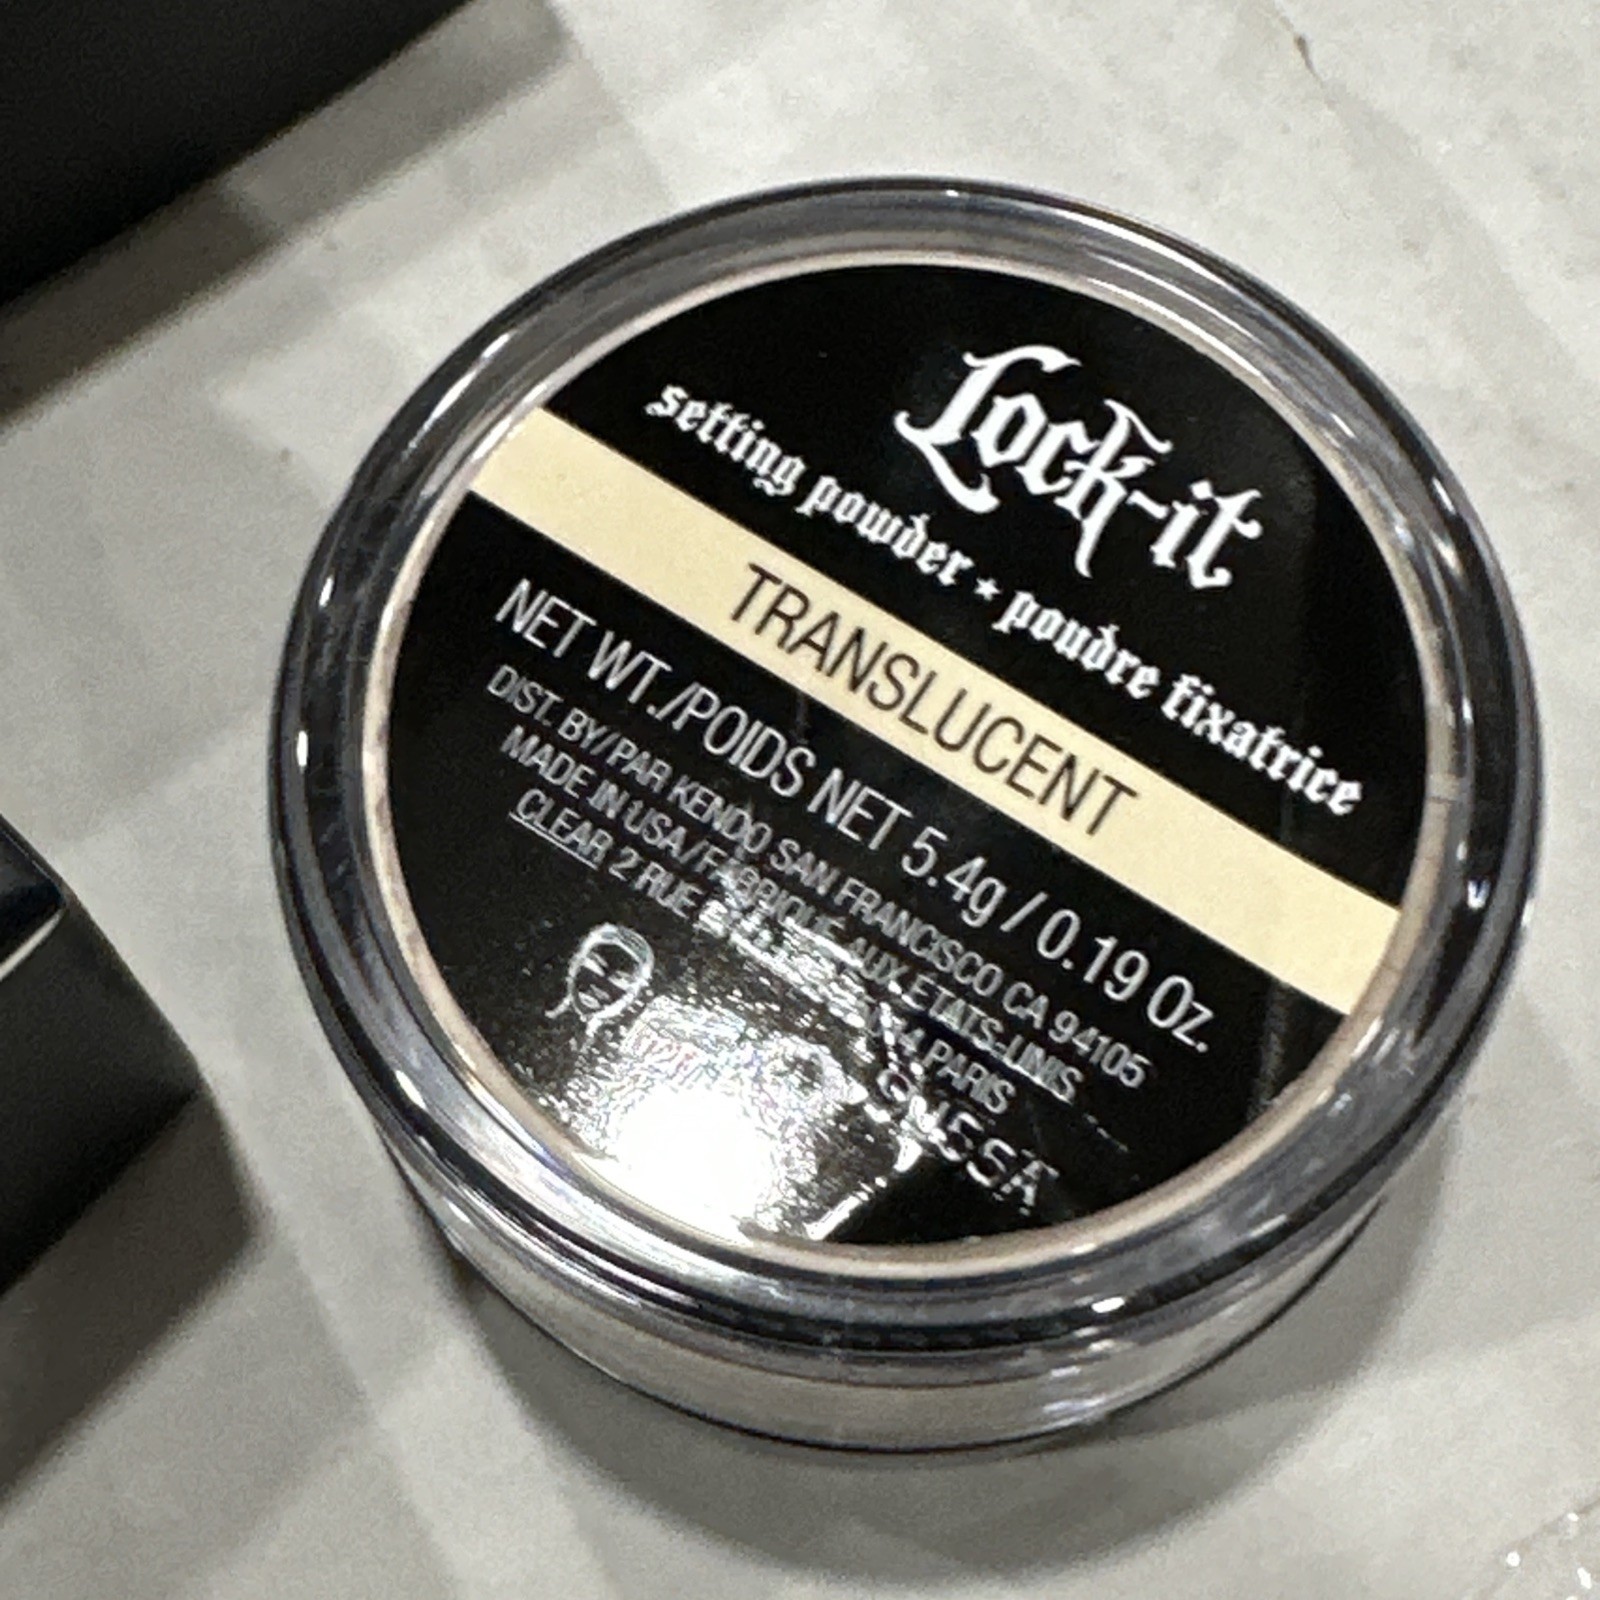 Lock-it
setting powder ★ poudre fixatrice
TRANSLUCENT
NET WT./POIDS NET 5.4g / 0.19 Oz.
DIST. BY/PAR KENDO SAN FRANCISCO CA 94105
MADE IN USA/FABRIQUÉ AUX ÉTATS-UNIS
CLEAR 2 RUE PARIS